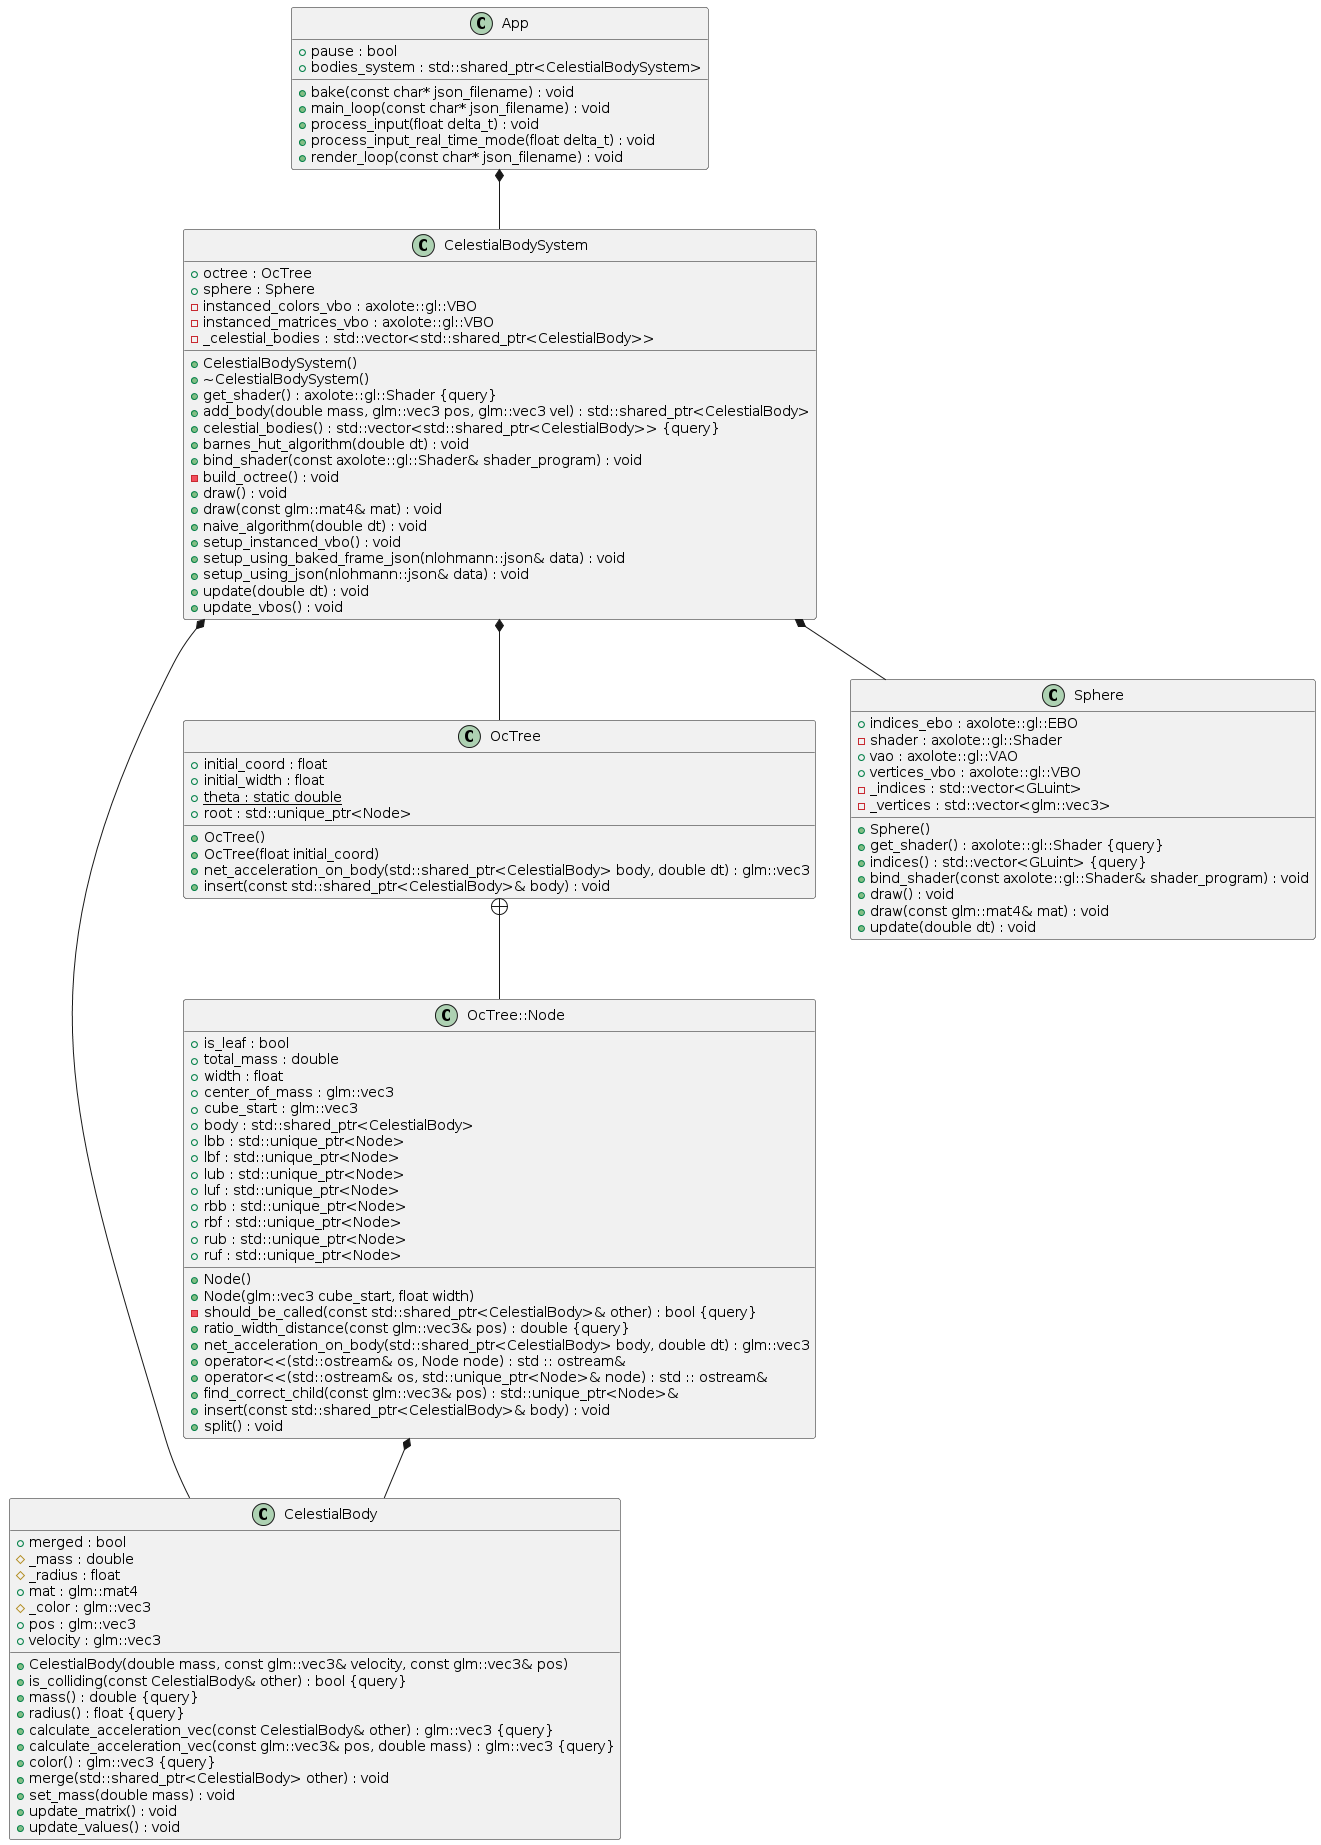 C App
pause : bool
bodies_system : std::shared_ptr<CelestialBodySystem>
bake(const char* json_filename) : void
main_loop(const char* json_filename) : void
process_input(float delta_t) : void
process_input_real_time_mode(float delta_t) : void
render_loop(const char* json_filename) : void
C CelestialBodySystem
octree : OcTree
sphere : Sphere
instanced_colors_vbo : axolote::gl::VBO
instanced_matrices_vbo : axolote::gl::VBO
_celestial_bodies : std::vector<std::shared_ptr<CelestialBody>>
CelestialBodySystem()
~CelestialBodySystem()
get_shader() : axolote::gl::Shader {query}
add_body(double mass, glm::vec3 pos, glm::vec3 vel) : std::shared_ptr<CelestialBody>
celestial_bodies() : std::vector<std::shared_ptr<CelestialBody>> {query}
barnes_hut_algorithm(double dt) : void
bind_shader(const axolote::gl::Shader& shader_program) : void
build_octree() : void
draw() : void
draw(const glm::mat4& mat) : void
naive_algorithm(double dt) : void
setup_instanced_vbo() : void
setup_using_baked_frame_json(nlohmann::json& data) : void
setup_using_json(nlohmann::json& data) : void
update(double dt) : void
update_vbos() : void
C Sphere
indices_ebo : axolote::gl::EBO
shader : axolote::gl::Shader
vao : axolote::gl::VAO
vertices_vbo : axolote::gl::VBO
_indices : std::vector<GLuint>
_vertices : std::vector<glm::vec3>
Sphere()
get_shader() : axolote::gl::Shader {query}
indices() : std::vector<GLuint> {query}
bind_shader(const axolote::gl::Shader& shader_program) : void
draw() : void
draw(const glm::mat4& mat) : void
update(double dt) : void
C OcTree
initial_coord : float
initial_width : float
theta : static double
root : std::unique_ptr<Node>
OcTree()
OcTree(float initial_coord)
net_acceleration_on_body(std::shared_ptr<CelestialBody> body, double dt) : glm::vec3
insert(const std::shared_ptr<CelestialBody>& body) : void
C OcTree::Node
is_leaf : bool
total_mass : double
width : float
center_of_mass : glm::vec3
cube_start : glm::vec3
body : std::shared_ptr<CelestialBody>
lbb : std::unique_ptr<Node>
lbf : std::unique_ptr<Node>
lub : std::unique_ptr<Node>
luf : std::unique_ptr<Node>
rbb : std::unique_ptr<Node>
rbf : std::unique_ptr<Node>
rub : std::unique_ptr<Node>
ruf : std::unique_ptr<Node>
Node()
Node(glm::vec3 cube_start, float width)
should_be_called(const std::shared_ptr<CelestialBody>& other) : bool {query}
ratio_width_distance(const glm::vec3& pos) : double {query}
net_acceleration_on_body(std::shared_ptr<CelestialBody> body, double dt) : glm::vec3
operator<<(std::ostream& os, Node node) : std :: ostream&
operator<<(std::ostream& os, std::unique_ptr<Node>& node) : std :: ostream&
find_correct_child(const glm::vec3& pos) : std::unique_ptr<Node>&
insert(const std::shared_ptr<CelestialBody>& body) : void
split() : void
C CelestialBody
merged : bool
_mass : double
_radius : float
mat : glm::mat4
_color : glm::vec3
pos : glm::vec3
velocity : glm::vec3
CelestialBody(double mass, const glm::vec3& velocity, const glm::vec3& pos)
is_colliding(const CelestialBody& other) : bool {query}
mass() : double {query}
radius() : float {query}
calculate_acceleration_vec(const CelestialBody& other) : glm::vec3 {query}
calculate_acceleration_vec(const glm::vec3& pos, double mass) : glm::vec3 {query}
color() : glm::vec3 {query}
merge(std::shared_ptr<CelestialBody> other) : void
set_mass(double mass) : void
update_matrix() : void
update_values() : void